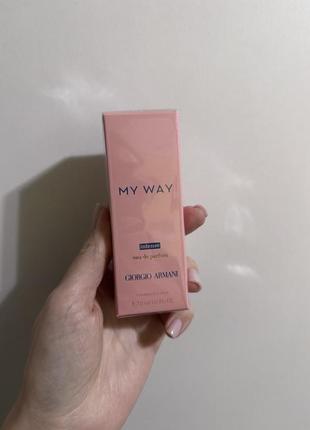 MY WAY
intense
eau de parfum
GIORGIO ARMANI